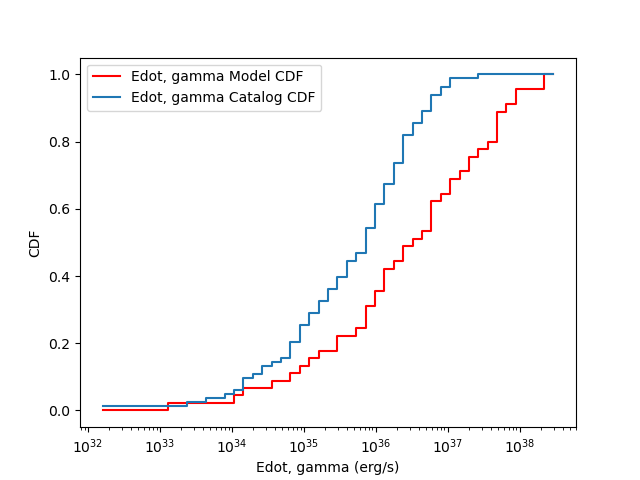 Edot, gamma Model CDF
Edot, gamma Catalog CDF
1.0
0.8
0.6
0.4
0.2
0.0
CDF
10^32 10^33 10^34 10^35 10^36 10^37 10^38
Edot, gamma (erg/s)